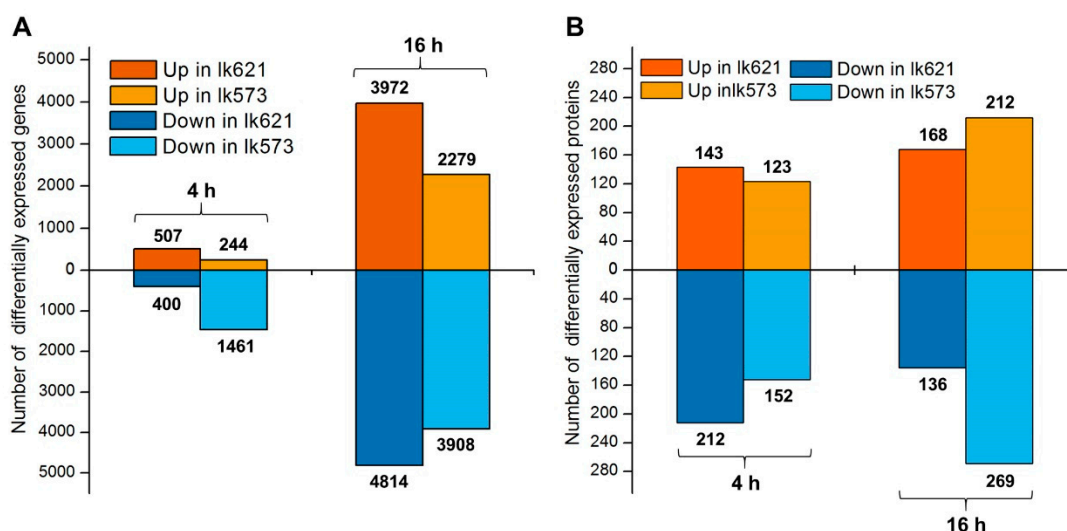 A
Number of differentially expressed genes
5000
4000
3000
2000
1000
0
1000
2000
3000
4000
5000
Up in lk621
Up in lk573
Down in lk621
Down in lk573
4 h
507
244
400
1461
16 h
3972
2279
4814
3908
B
Number of differentially expressed proteins
280
240
200
160
120
80
40
0
40
80
120
160
200
240
280
Up in lk621
Down in lk621
Up inlk573
Down in lk573
143
123
212
152
4 h
168
212
136
269
16 h